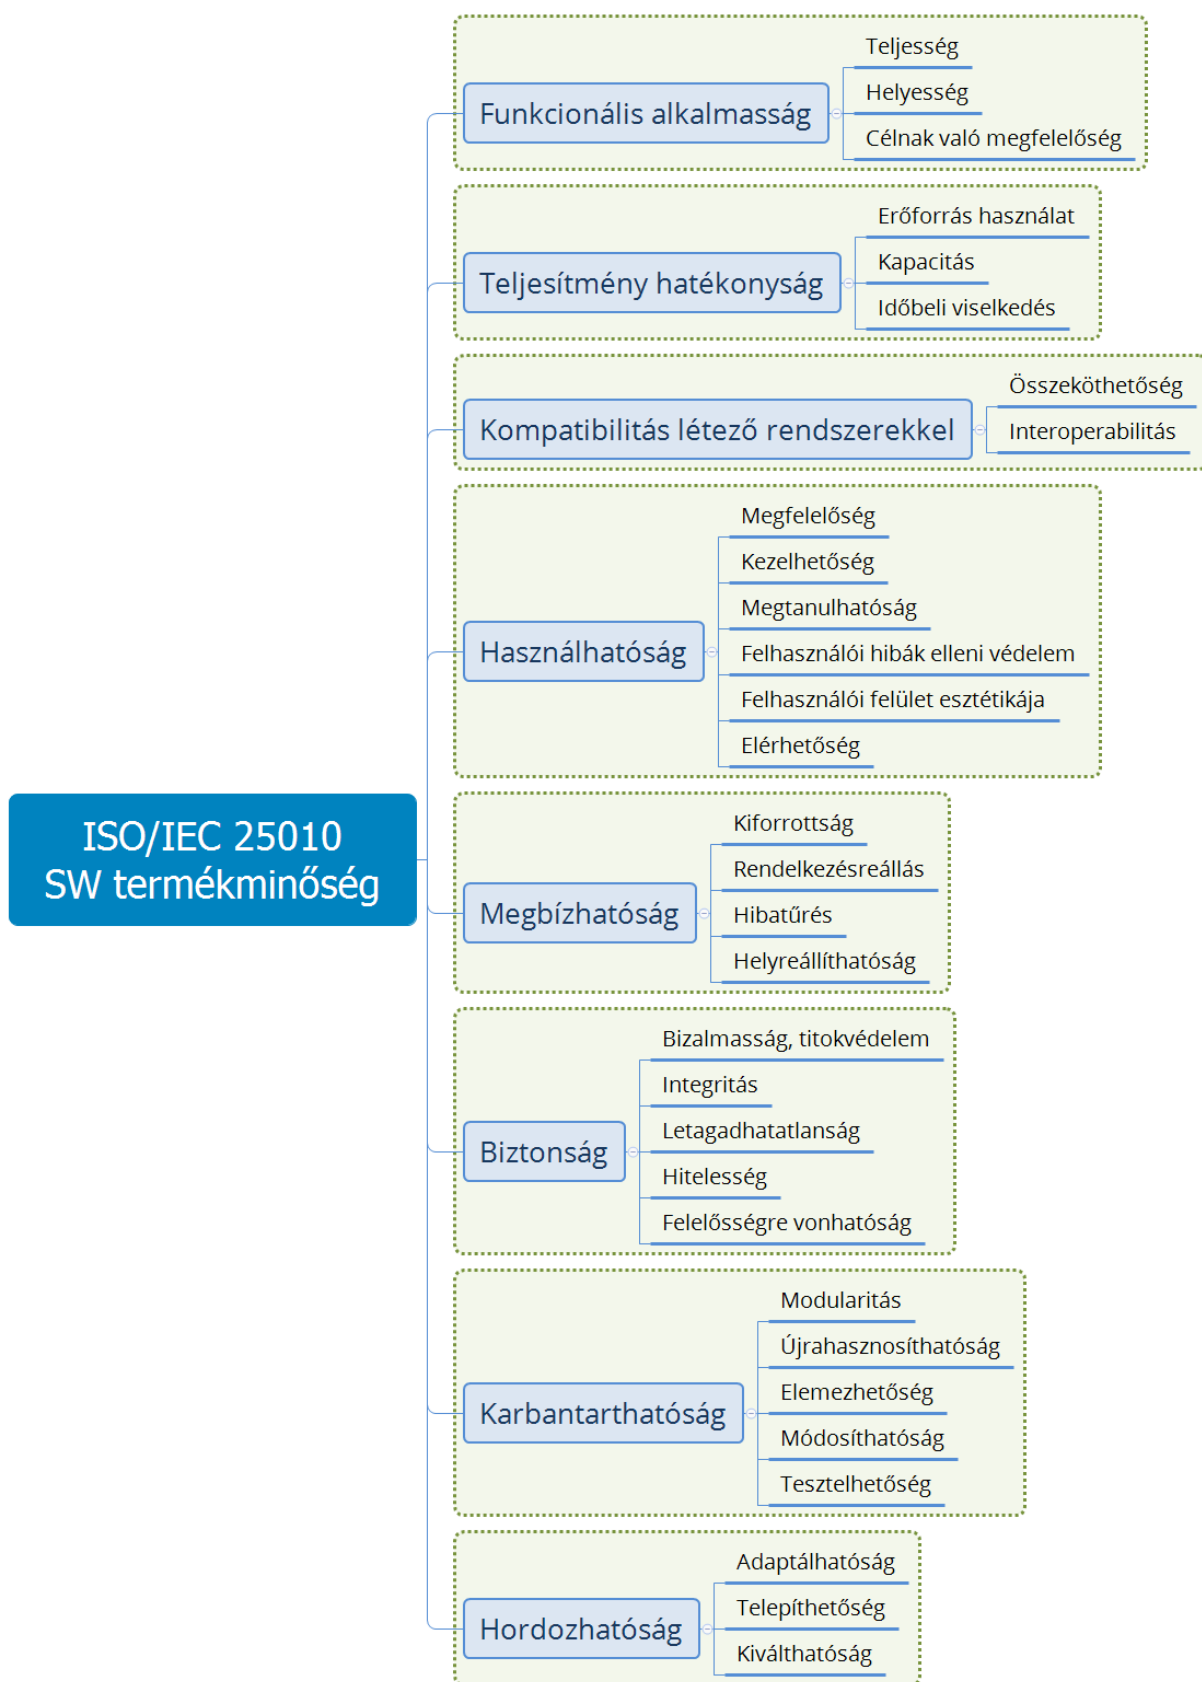 ISO/IEC 25010
SW termékminőség
Funkcionális alkalmasság
Teljesség
Helyesség
Célnak való megfelelőség
Teljesítmény hatékonyság
Erőforrás használat
Kapacitás
Időbeli viselkedés
Kompatibilitás létező rendszerekkel
Összeköthetőség
Interoperabilitás
Használhatóság
Megfelelőség
Kezelhetőség
Megtanulhatóság
Felhasználói hibák elleni védelem
Felhasználói felület esztétikája
Elérhetőség
Megbízhatóság
Kiforrottság
Rendelkezésreállás
Hibatűrés
Helyreállíthatóság
Biztonság
Bizalmasság, titokvédelem
Integritás
Letagadhatatlanság
Hitelesség
Felelősségre vonhatóság
Karbantarthatóság
Modularitás
Újrahasznosíthatóság
Elemezhetőség
Módosíthatóság
Tesztelhetőség
Hordozhatóság
Adaptálhatóság
Telepíthetőség
Kiválthatóság